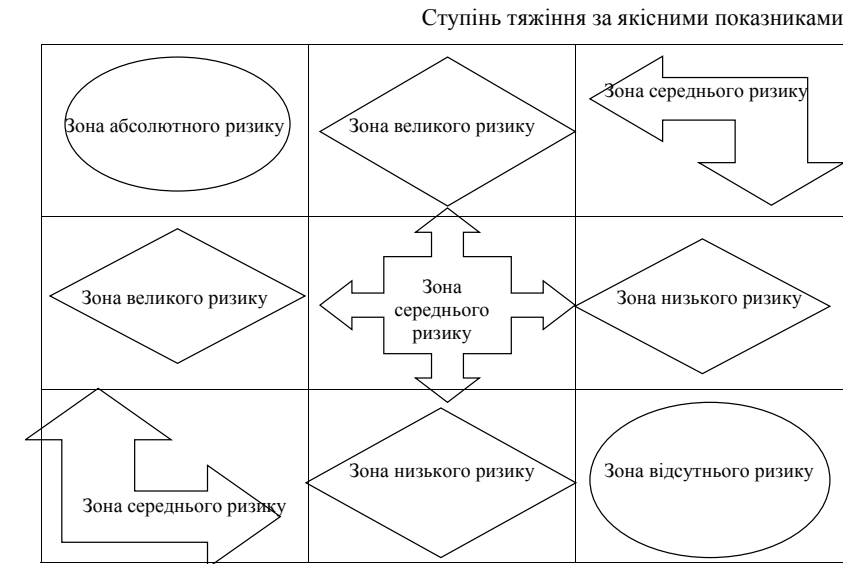 Ступінь тяжіння за якісними показниками
Зона абсолютного ризику
Зона великого ризику
Зона середнього ризику
Зона великого ризику
Зона
середнього
ризику
Зона низького ризику
Зона середнього ризику
Зона низького ризику
Зона відсутнього ризику